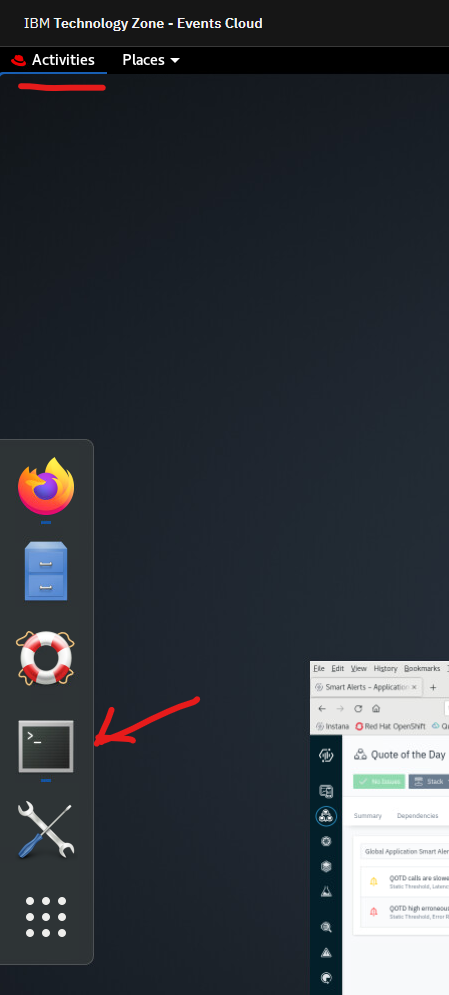 IBM Technology Zone - Events Cloud
Activities Places
>_
File Edit View History Bookmarks
Smart Alerts – Application × +
Instana Red Hat OpenShift
Quote of the Day
No Issues Stack
Summary Dependencies
Global Application Smart Aler
QOTD calls are slowe
Static Threshold, Latenc
QOTD high erroneous
Static Threshold, Error R